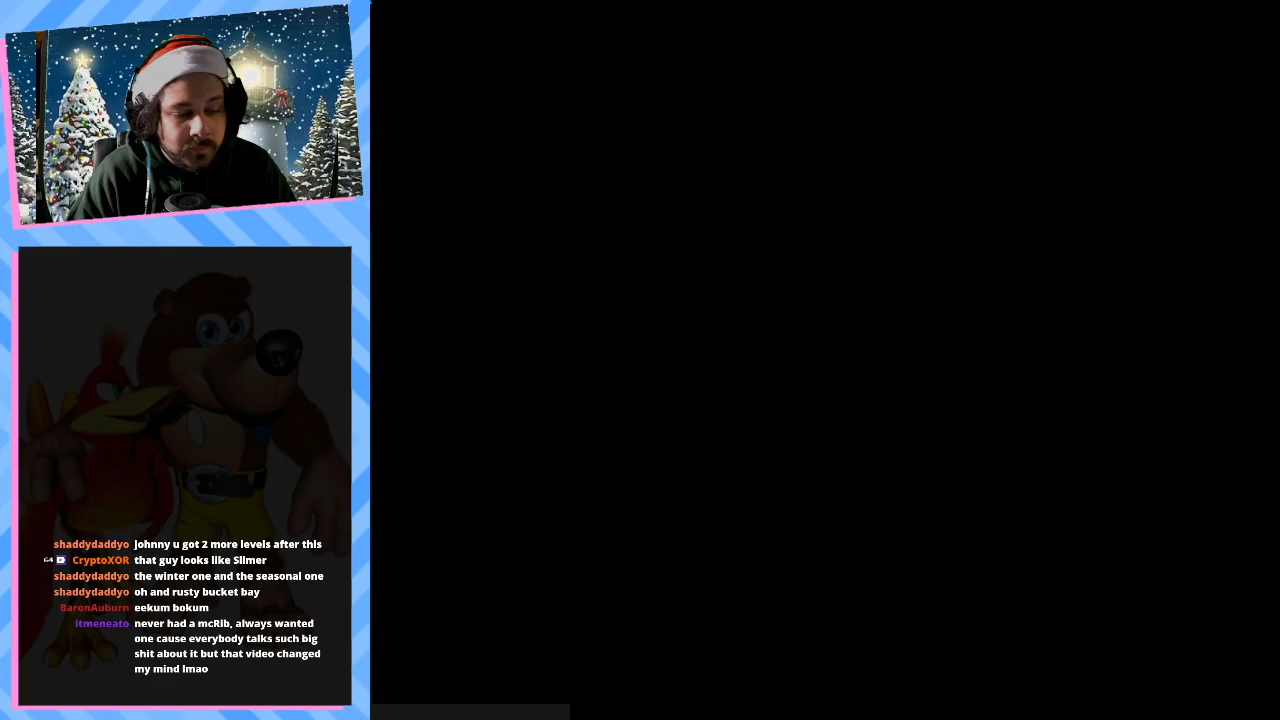 shaddydaddyo johnny u got 2 more levels after this
64 CryptoXOR that guy looks like Slimer
shaddydaddyo the winter one and the seasonal one
shaddydaddyo oh and rusty bucket bay
BaronAuburn eekum bokum
itmeneato never had a mcRib, always wanted
one cause everybody talks such big
shit about it but that video changed
my mind lmao